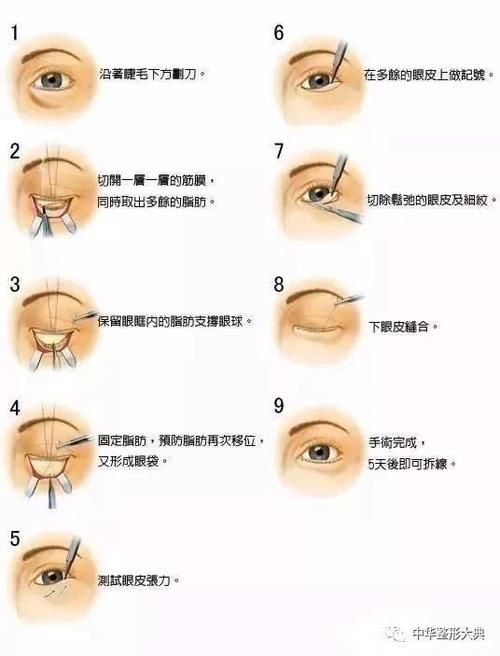 1
沿著睫毛下方劃刀。
2
切開一層一層的筋膜，
同時取出多餘的脂肪。
3
保留眼眶内的脂肪支撐眼球。
4
固定脂肪，預防脂肪再次移位，
又形成眼袋。
5
測試眼皮張力。
6
在多餘的眼皮上做記號。
7
切除鬆弛的眼皮及細紋。
8
下眼皮縫合。
9
手術完成，
5天後即可拆線。
中华整形大典